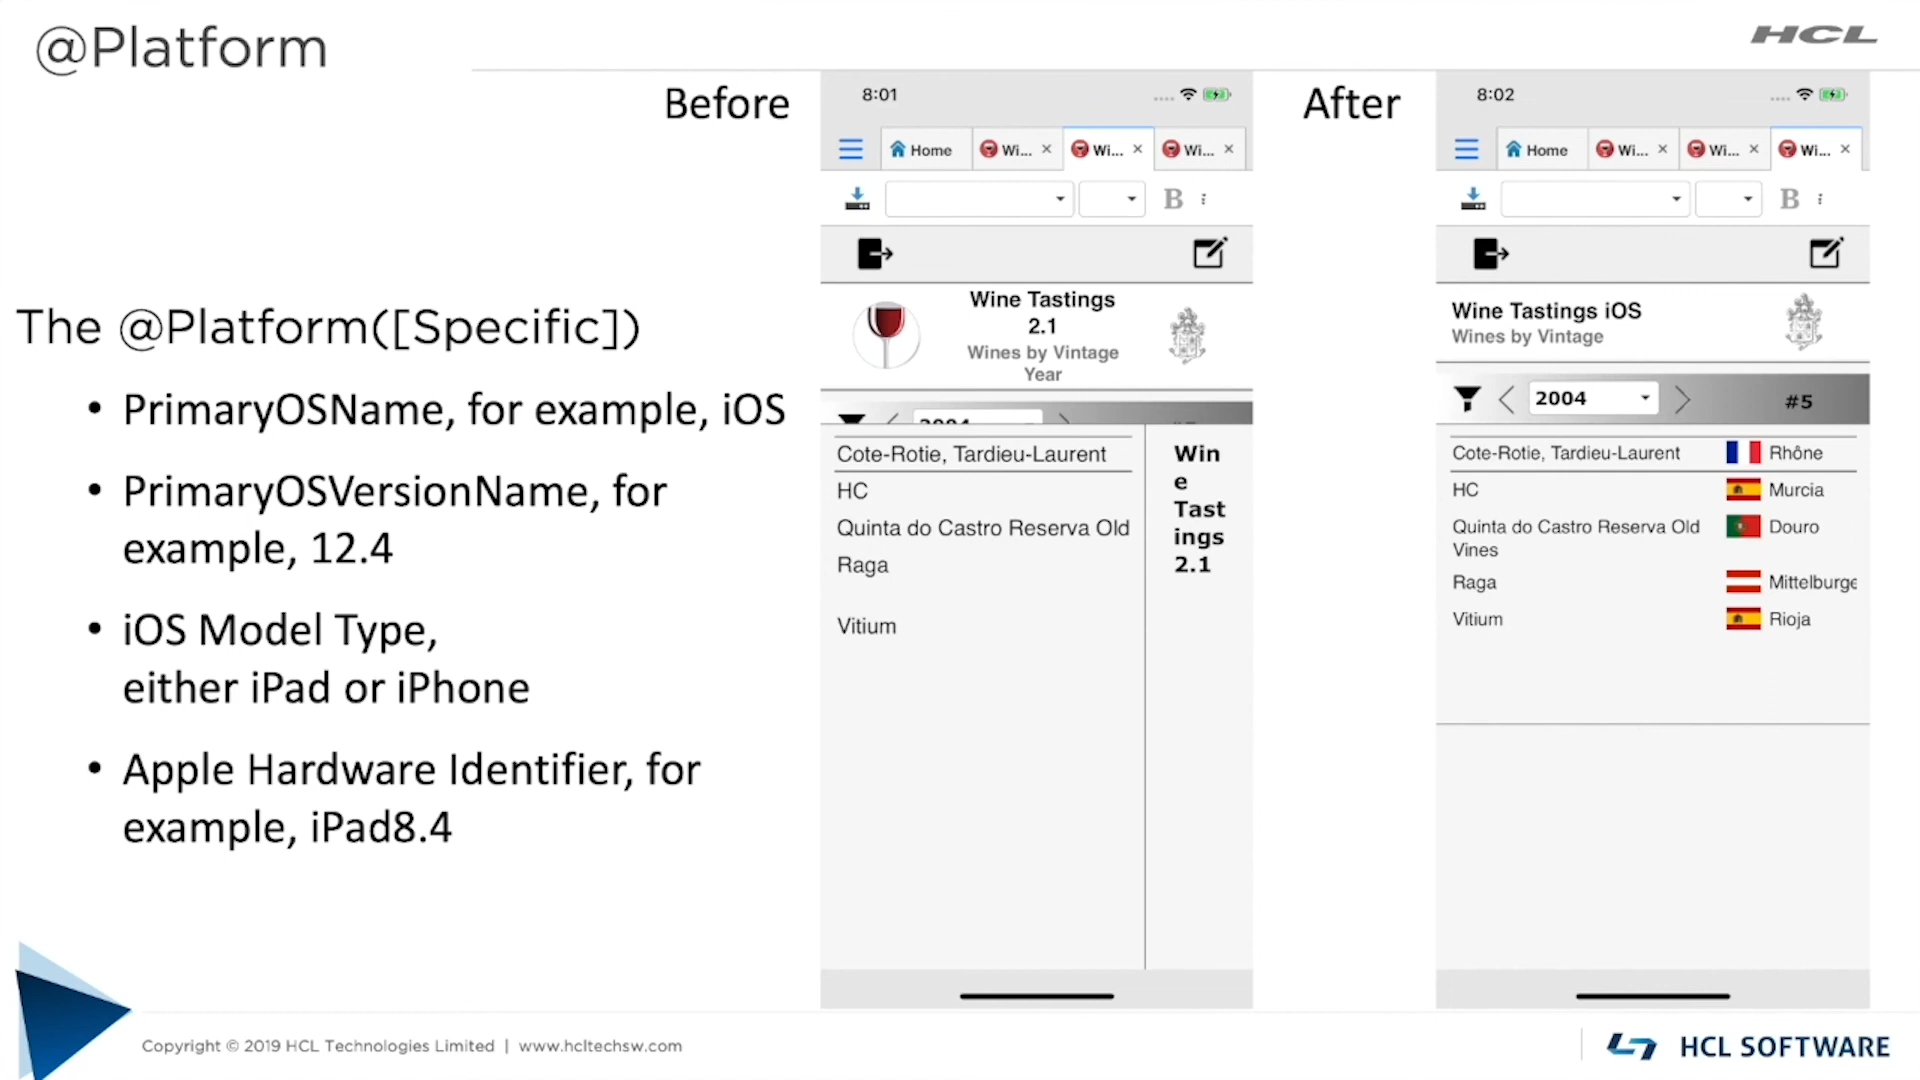 @Platform
HCL
Before
After
The @Platform([Specific])
• PrimaryOSName, for example, iOS
• PrimaryOSVersionName, for
example, 12.4
• iOS Model Type,
either iPad or iPhone
• Apple Hardware Identifier, for
example, iPad8.4
8:01
Home
Wi...
Wi...
Wi...
B
Wine Tastings
2.1
Wines by Vintage
Year
2004
Cote-Rotie, Tardieu-Laurent
HC
Quinta do Castro Reserva Old
Raga
Vitium
Win
e
Tast
ings
2.1
8:02
Home
Wi...
Wi...
Wi...
B
Wine Tastings iOS
Wines by Vintage
2004
#5
Cote-Rotie, Tardieu-Laurent Rhône
HC Murcia
Quinta do Castro Reserva Old Douro
Vines
Raga Mittelburge
Vitium Rioja
Copyright © 2019 HCL Technologies Limited | www.hcltechsw.com
HCL SOFTWARE